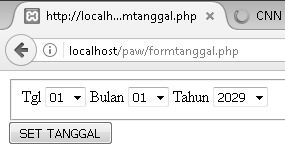 http://localh...mtanggal.php
CNN
localhost/paw/formtanggal.php
Tgl 01 Bulan 01 Tahun 2029
SET TANGGAL